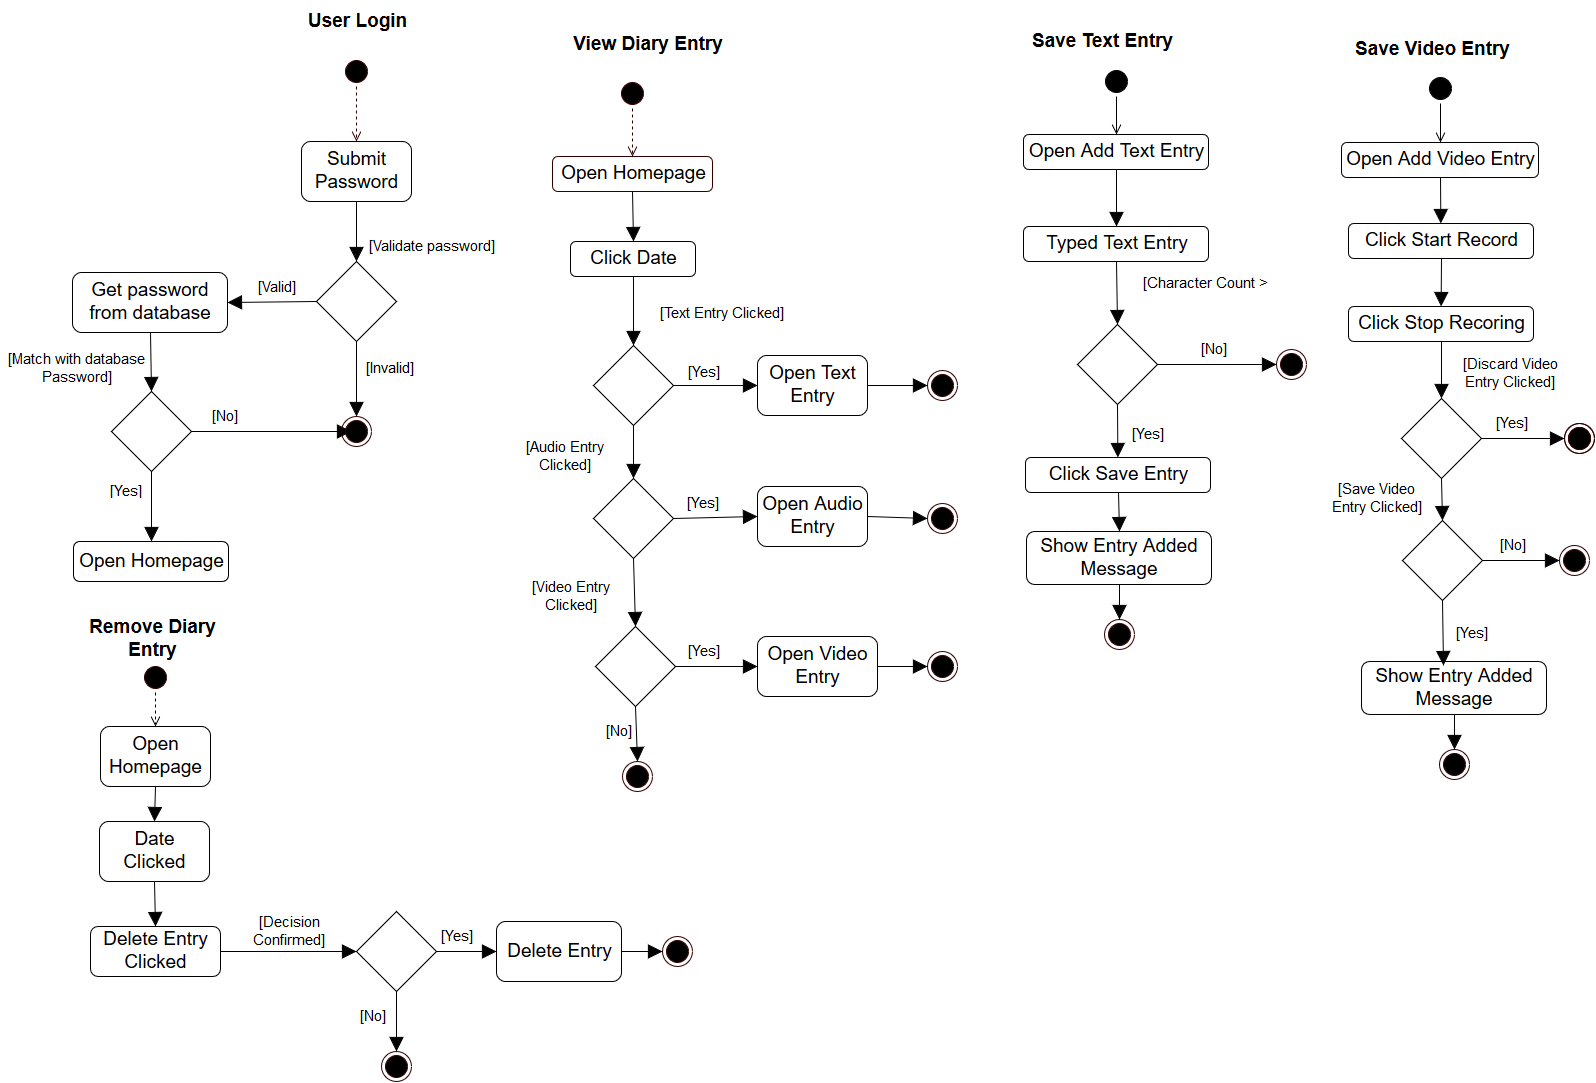 User Login
Submit
Password
[Validate password]
[Valid]
Get password
from database
[Invalid]
[Match with database
Password]
[No]
[Yes]
Open Homepage
Remove Diary
Entry
Open
Homepage
Date
Clicked
Delete Entry
Clicked
[Decision
Confirmed]
[Yes]
Delete Entry
[No]
View Diary Entry
Open Homepage
Click Date
[Text Entry Clicked]
[Yes]
Open Text
Entry
[Audio Entry
Clicked]
[Yes]
Open Audio
Entry
[Video Entry
Clicked]
[Yes]
Open Video
Entry
[No]
Save Text Entry
Open Add Text Entry
Typed Text Entry
[Character Count >
[No]
[Yes]
Click Save Entry
Show Entry Added
Message
Save Video Entry
Open Add Video Entry
Click Start Record
Click Stop Recoring
[Discard Video
Entry Clicked]
[Yes]
[Save Video
Entry Clicked]
[No]
[Yes]
Show Entry Added
Message